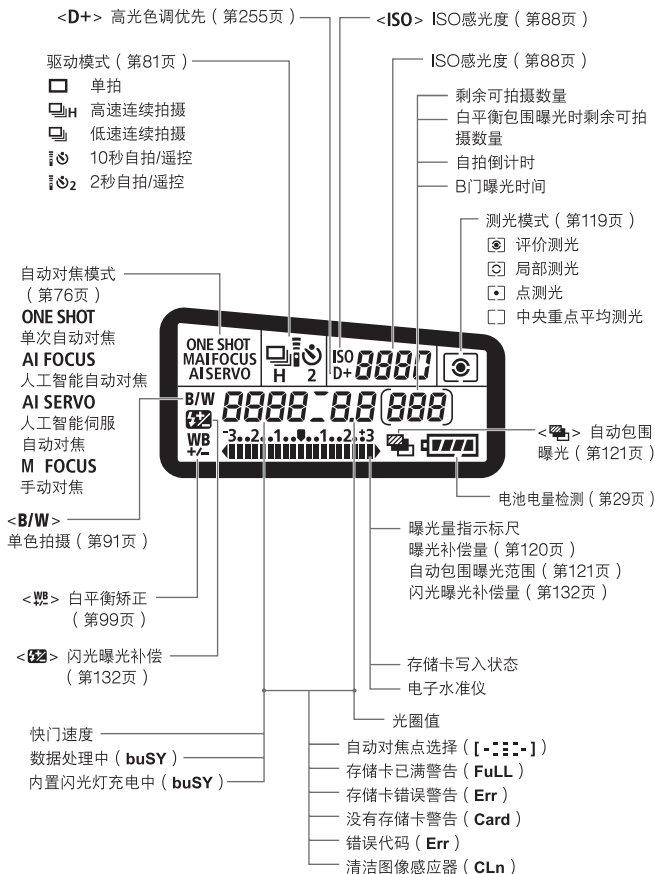 <D+> 高光色调优先（第255页）
<ISO> ISO感光度（第88页）
驱动模式（第81页）
单拍
H 高速连续拍摄
低速连续拍摄
10秒自拍/遥控
2 2秒自拍/遥控
ISO感光度（第88页）
剩余可拍摄数量
白平衡包围曝光时剩余可拍
摄数量
自拍倒计时
B门曝光时间
测光模式（第119页）
评价测光
局部测光
点测光
中央重点平均测光
自动对焦模式
（第76页）
ONE SHOT
单次自动对焦
AI FOCUS
人工智能自动对焦
AI SERVO
人工智能伺服
自动对焦
M FOCUS
手动对焦
ONE SHOT
MAI FOCUS
AI SERVO
H 2
ISO
D+
8880
B/W
8888 8.8 (888)
WB
+/-
-3..2..1..0..1..2..+3
<B/W>
单色拍摄（第91页）
<WB +/-> 白平衡矫正
（第99页）
< > 闪光曝光补偿
（第132页）
< > 自动包围
曝光（第121页）
电池电量检测（第29页）
曝光量指示标尺
曝光补偿量（第120页）
自动包围曝光范围（第121页）
闪光曝光补偿量（第132页）
存储卡写入状态
电子水准仪
光圈值
快门速度
数据处理中（buSY）
内置闪光灯充电中（buSY）
自动对焦点选择（[- -]）
存储卡已满警告（FuLL）
存储卡错误警告（Err）
没有存储卡警告（Card）
错误代码（Err）
清洁图像感应器（CLn）